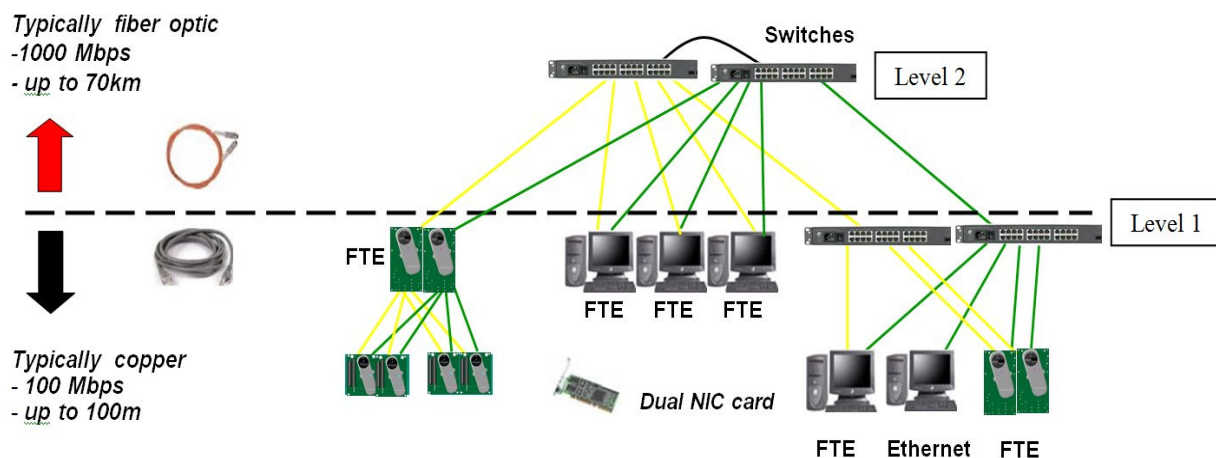 Typically fiber optic
-1000 Mbps
- up to 70km
Switches
Level 2
Level 1
FTE
FTE
FTE
FTE
Typically copper
- 100 Mbps
- up to 100m
Dual NIC card
FTE
Ethernet
FTE